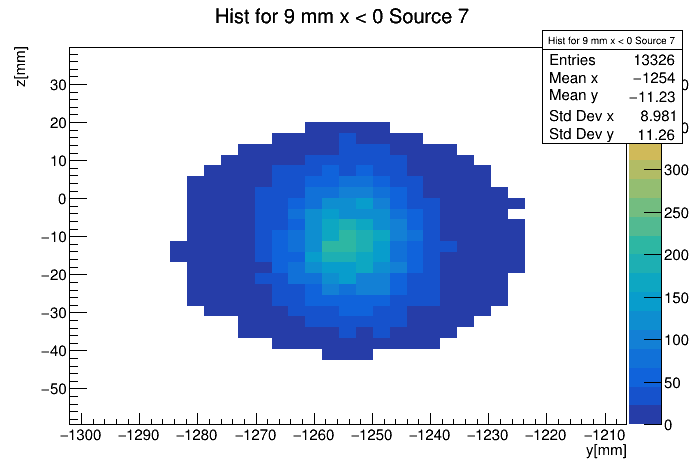 Hist for 9 mm x < 0 Source 7
z[mm]
Hist for 9 mm x < 0 Source 7
Entries 13326
Mean x −1254
Mean y −11.23
Std Dev x 8.981
Std Dev y 11.26
30
20
10
0
−10
−20
−30
−40
−50
300
250
200
150
100
50
0
−1300 −1290 −1280 −1270 −1260 −1250 −1240 −1230 −1220 −1210
y[mm]